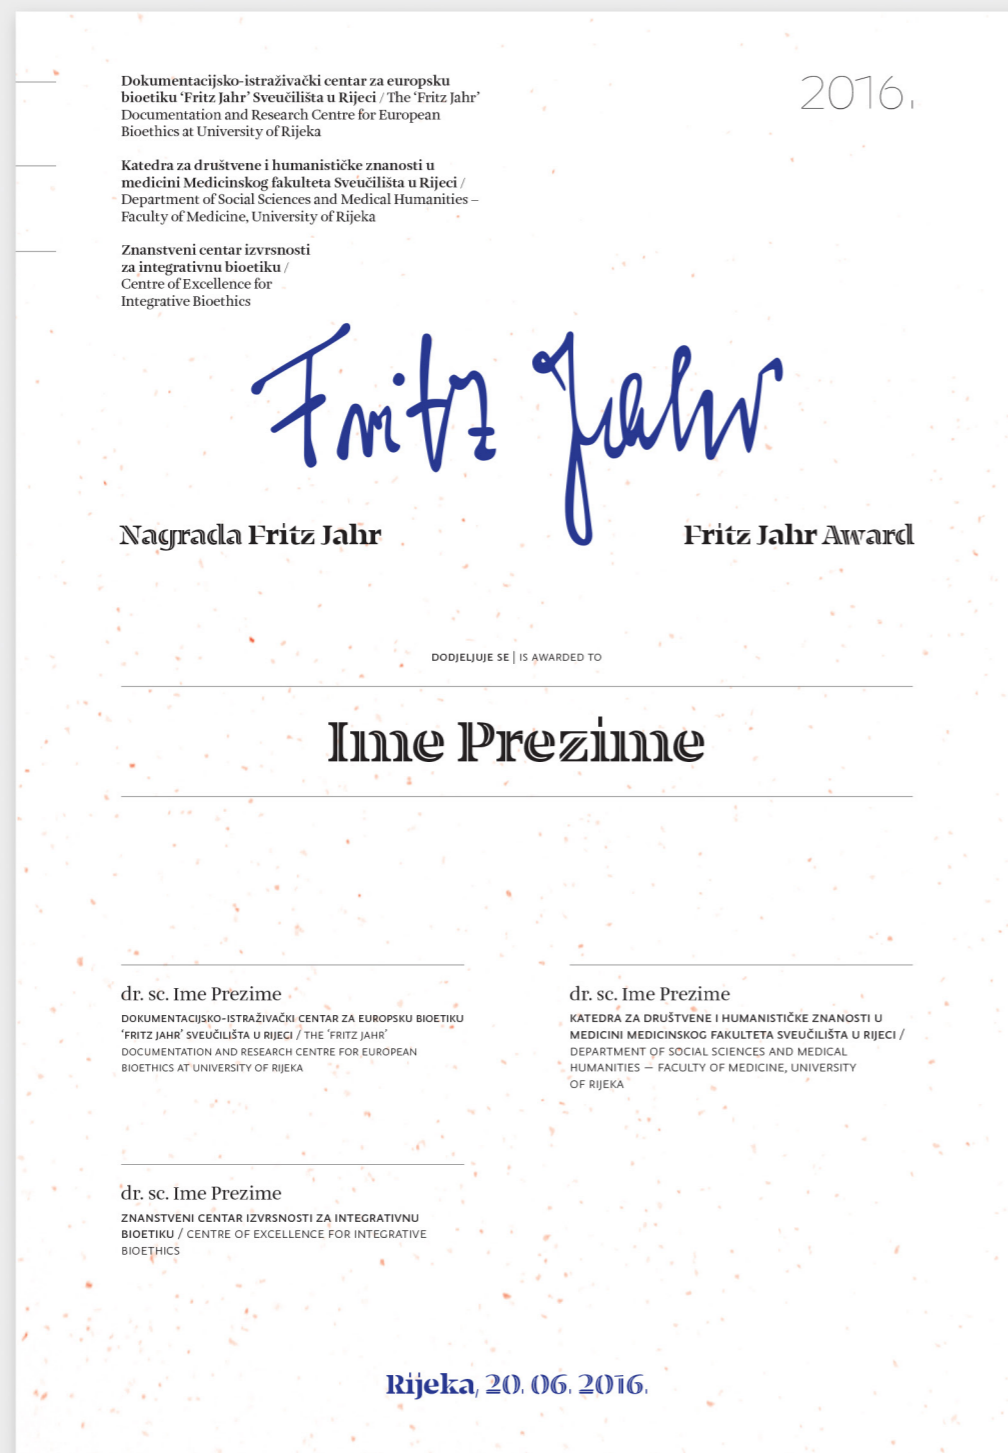 Dokumentacijsko-istraživački centar za europsku
bioetiku ‘Fritz Jahr’ Sveučilišta u Rijeci / The ‘Fritz Jahr’
Documentation and Research Centre for European
Bioethics at University of Rijeka
2016.
Katedra za društvene i humanističke znanosti u
medicini Medicinskog fakulteta Sveučilišta u Rijeci /
Department of Social Sciences and Medical Humanities –
Faculty of Medicine, University of Rijeka
Znanstveni centar izvrsnosti
za integrativnu bioetiku /
Centre of Excellence for
Integrative Bioethics
Fritz Jahr
Nagrada Fritz Jahr
Fritz Jahr Award
DODJELJUJE SE | IS AWARDED TO
Ime Prezime
dr. sc. Ime Prezime
DOKUMENTACIJSKO-ISTRAŽIVAČKI CENTAR ZA EUROPSKU BIOETIKU
‘FRITZ JAHR’ SVEUČILIŠTA U RIJECI / THE ‘FRITZ JAHR’
DOCUMENTATION AND RESEARCH CENTRE FOR EUROPEAN
BIOETHICS AT UNIVERSITY OF RIJEKA
dr. sc. Ime Prezime
KATEDRA ZA DRUŠTVENE I HUMANISTIČKE ZNANOSTI U
MEDICINI MEDICINSKOG FAKULTETA SVEUČILIŠTA U RIJECI /
DEPARTMENT OF SOCIAL SCIENCES AND MEDICAL
HUMANITIES – FACULTY OF MEDICINE, UNIVERSITY
OF RIJEKA
dr. sc. Ime Prezime
ZNANSTVENI CENTAR IZVRSNOSTI ZA INTEGRATIVNU
BIOETIKU / CENTRE OF EXCELLENCE FOR INTEGRATIVE
BIOETHICS
Rijeka, 20. 06. 2016.